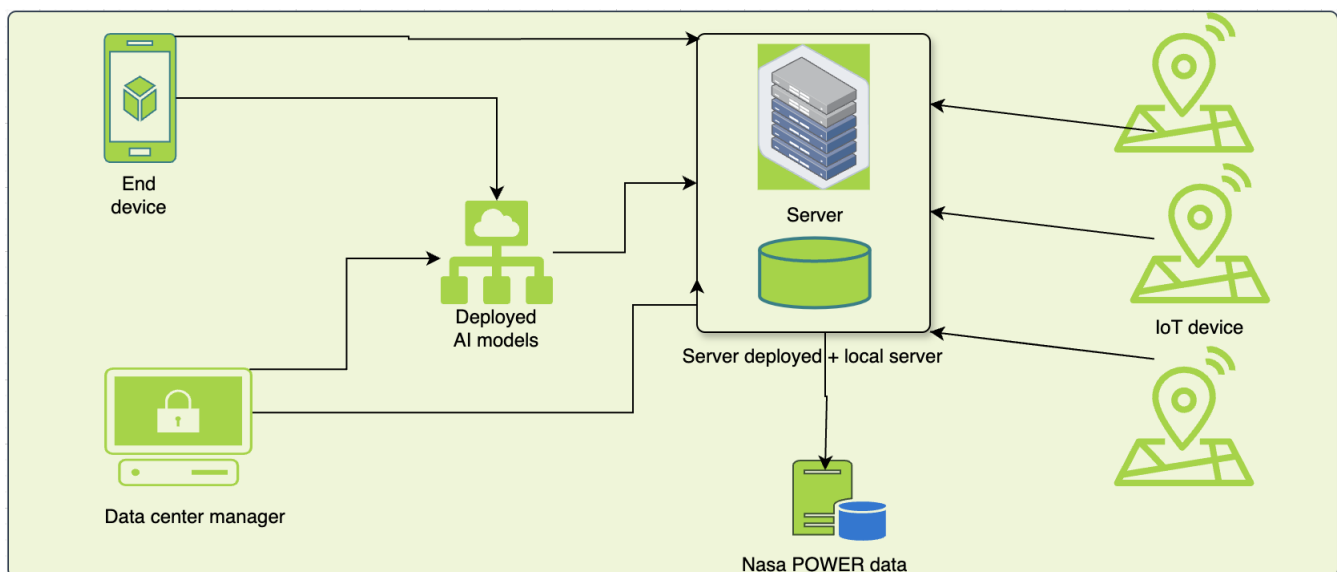 End
device
Server
Deployed
AI models
IoT device
Server deployed + local server
Data center manager
Nasa POWER data